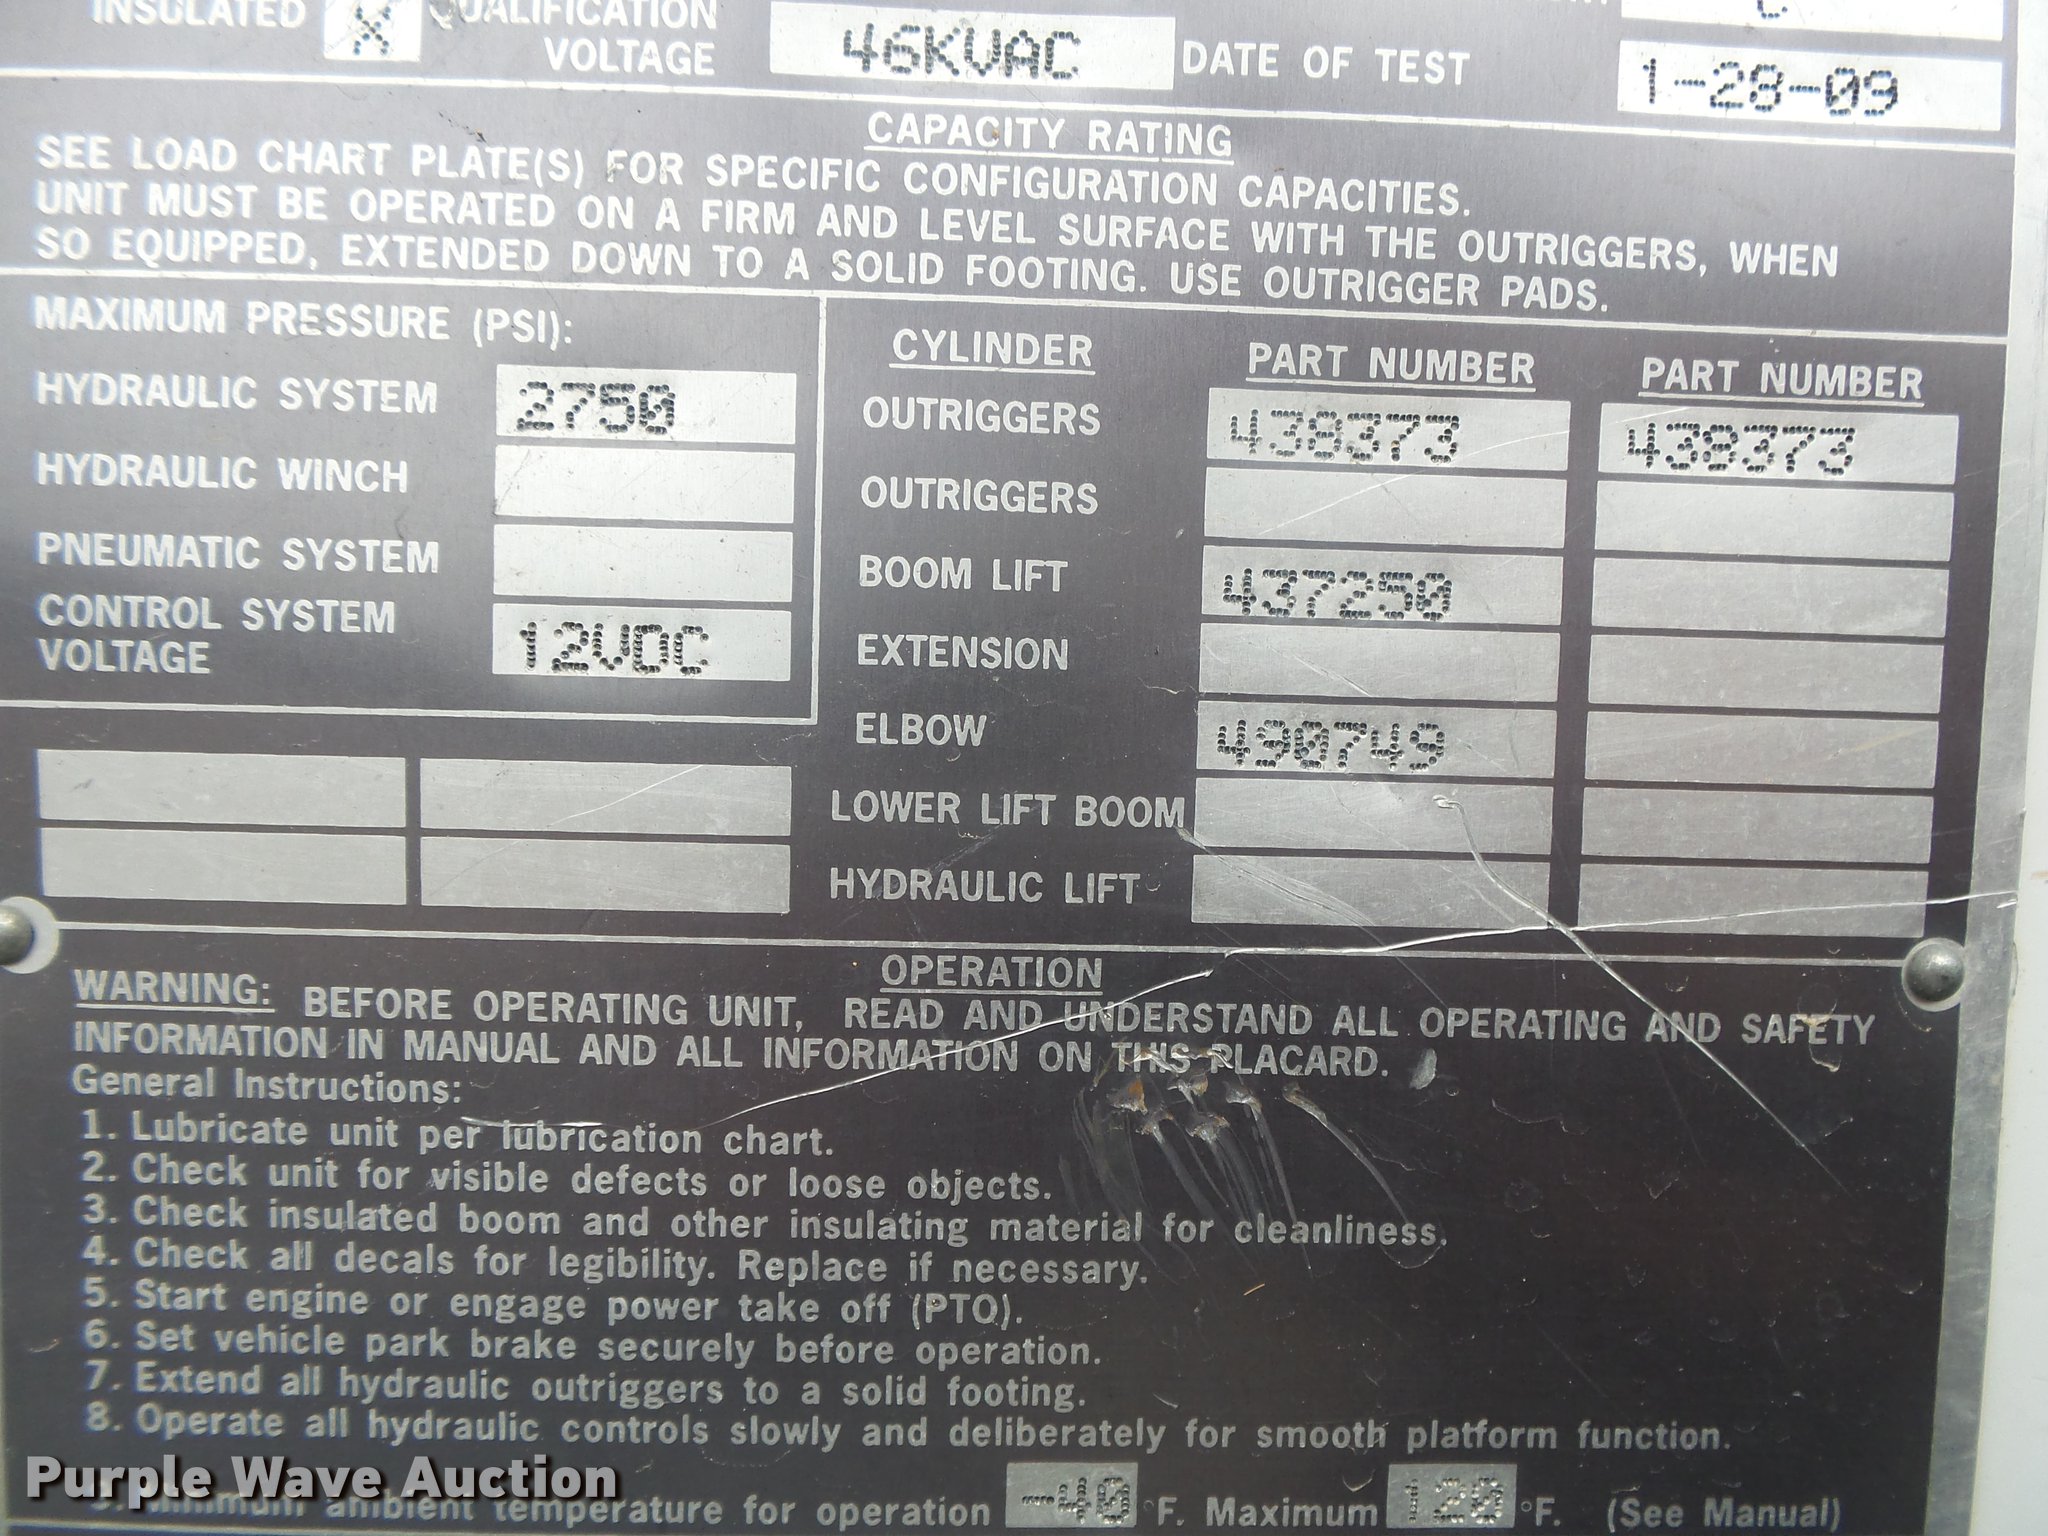 INSULATED X QUALIFICATION
VOLTAGE 46KVAC DATE OF TEST 1-28-09
CAPACITY RATING
SEE LOAD CHART PLATE(S) FOR SPECIFIC CONFIGURATION CAPACITIES.
UNIT MUST BE OPERATED ON A FIRM AND LEVEL SURFACE WITH THE OUTRIGGERS, WHEN
SO EQUIPPED, EXTENDED DOWN TO A SOLID FOOTING. USE OUTRIGGER PADS.
MAXIMUM PRESSURE (PSI):
HYDRAULIC SYSTEM 2750
HYDRAULIC WINCH
PNEUMATIC SYSTEM
CONTROL SYSTEM
VOLTAGE 12VDC
CYLINDER PART NUMBER PART NUMBER
OUTRIGGERS 438373 438373
OUTRIGGERS
BOOM LIFT 437250
EXTENSION
ELBOW 490749
LOWER LIFT BOOM
HYDRAULIC LIFT
OPERATION
WARNING: BEFORE OPERATING UNIT, READ AND UNDERSTAND ALL OPERATING AND SAFETY
INFORMATION IN MANUAL AND ALL INFORMATION ON THIS PLACARD.
General Instructions:
1. Lubricate unit per lubrication chart.
2. Check unit for visible defects or loose objects.
3. Check insulated boom and other insulating material for cleanliness.
4. Check all decals for legibility. Replace if necessary.
5. Start engine or engage power take off (PTO).
6. Set vehicle park brake securely before operation.
7. Extend all hydraulic outriggers to a solid footing.
8. Operate all hydraulic controls slowly and deliberately for smooth platform function.
9. Minimum ambient temperature for operation -40 °F. Maximum 120 °F. (See Manual)
Purple Wave Auction